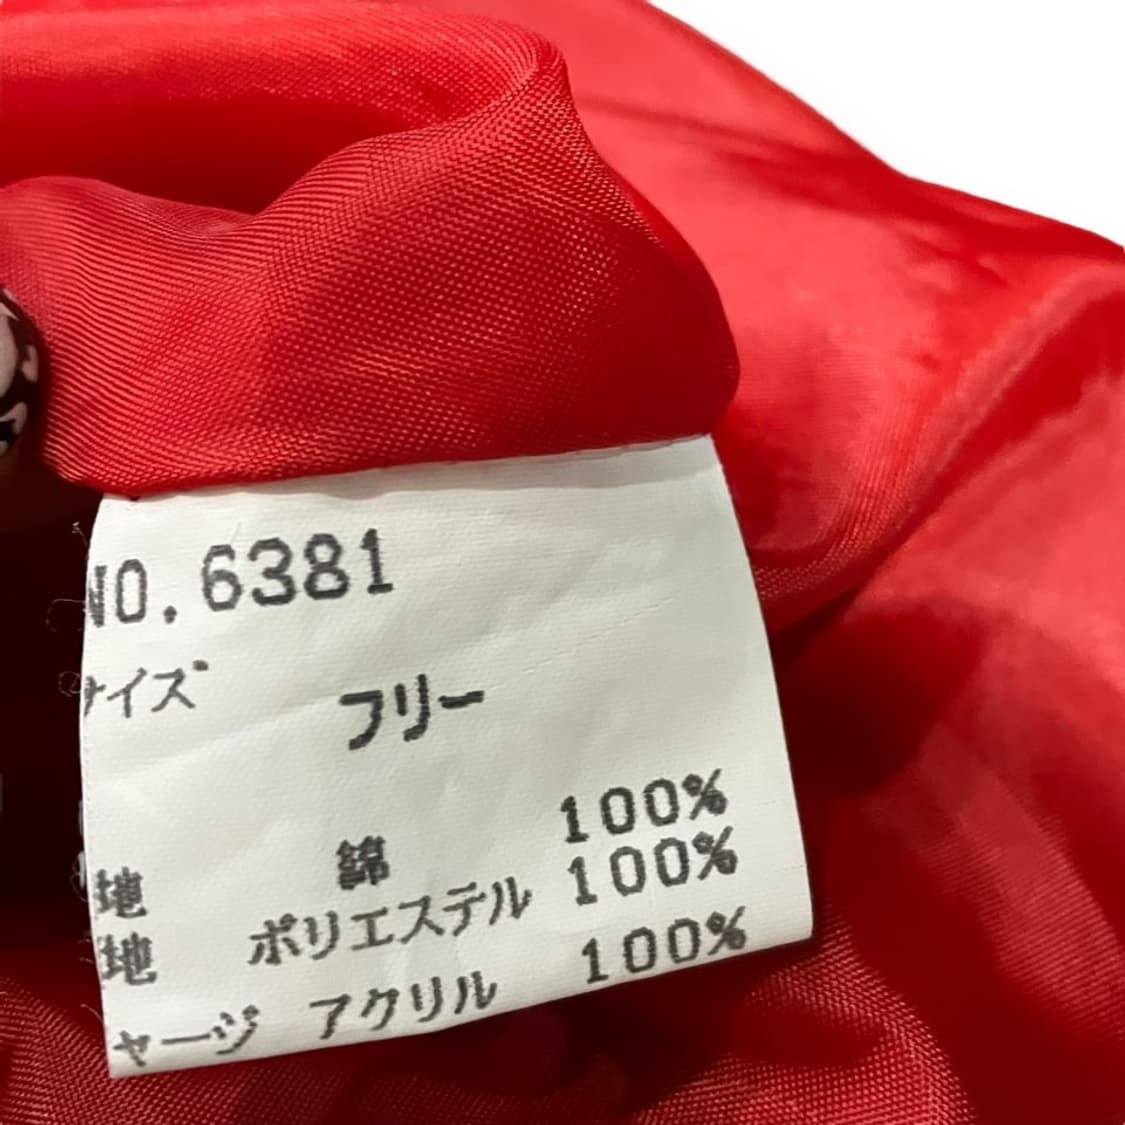 NO.6381
サイズ フリー
地 綿 100%
地 ポリエステル 100%
ャージ アクリル 100%